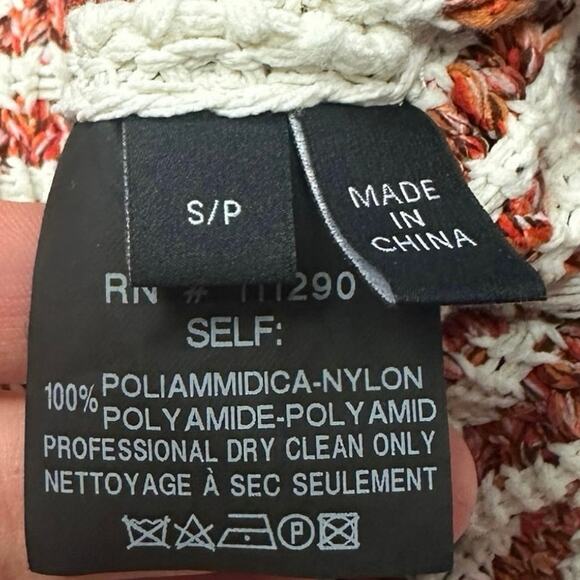 S/P
MADE
IN
CHINA
RN # 111290
SELF:
100% POLIAMMIDICA-NYLON
POLYAMIDE-POLYAMID
PROFESSIONAL DRY CLEAN ONLY
NETTOYAGE À SEC SEULEMENT
P